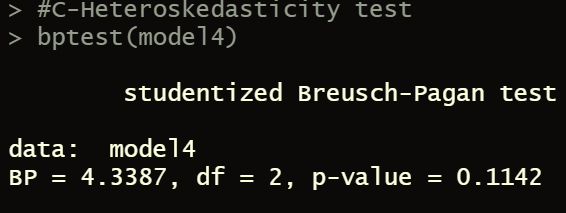 > #C-Heteroskedasticity test
> bptest(model4)
studentized Breusch-Pagan test
data:  model4
BP = 4.3387, df = 2, p-value = 0.1142